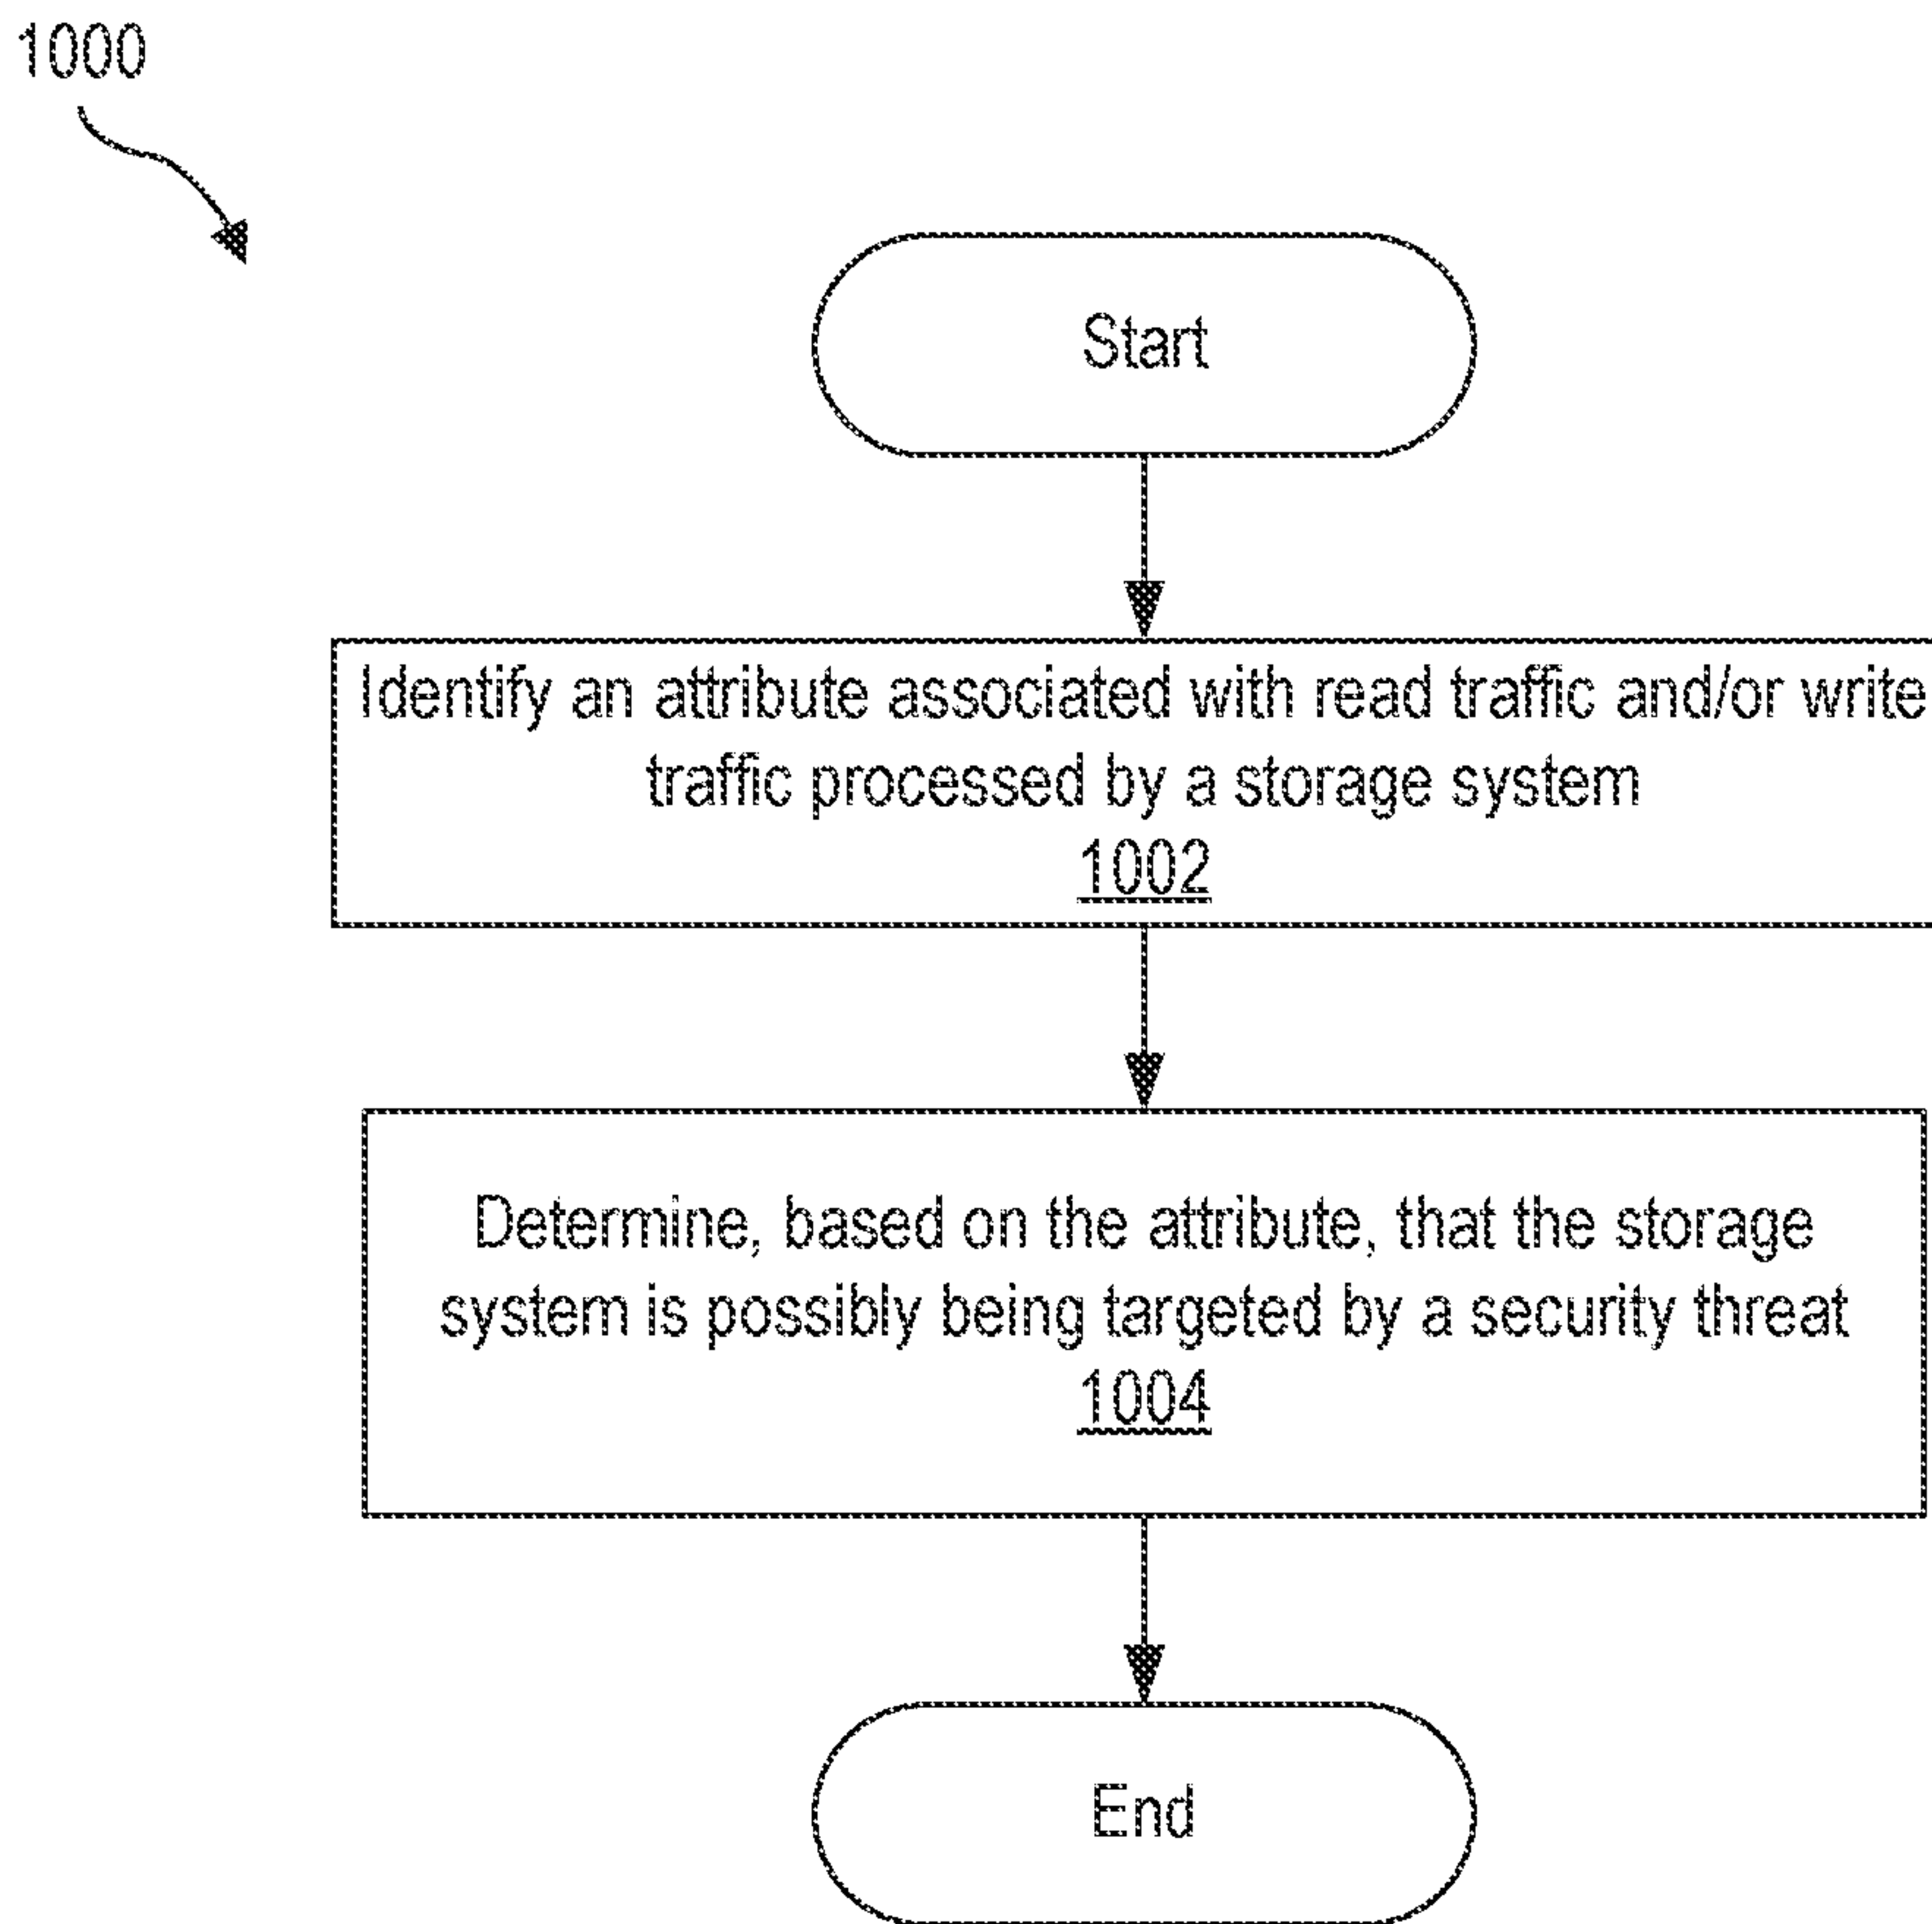 1000
Start
Identify an attribute associated with read traffic and/or write
traffic processed by a storage system
1002
Determine, based on the attribute, that the storage
system is possibly being targeted by a security threat
1004
End